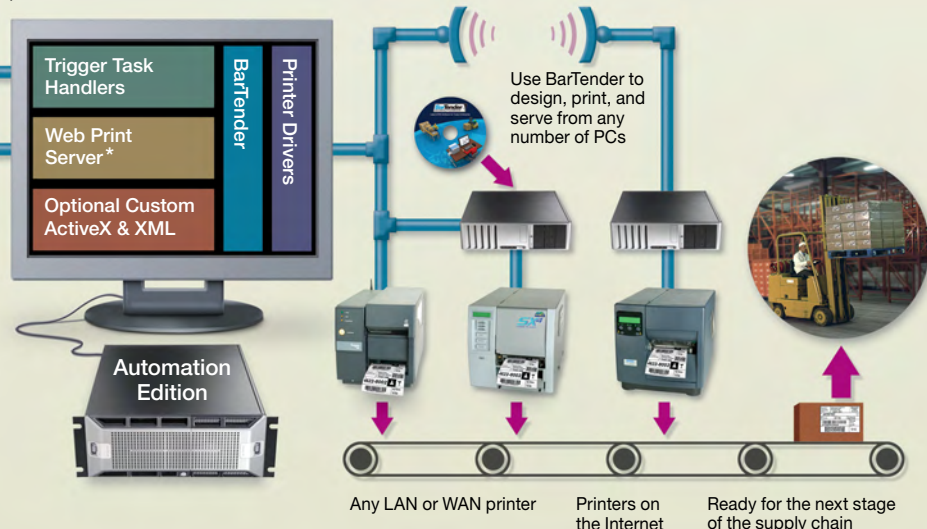 Trigger Task
Handlers
Web Print
Server*
Optional Custom
ActiveX & XML
BarTender
Printer Drivers
Use BarTender to
design, print, and
serve from any
number of PCs
BarTender
Automation
Edition
Any LAN or WAN printer
Printers on
the Internet
Ready for the next stage
of the supply chain